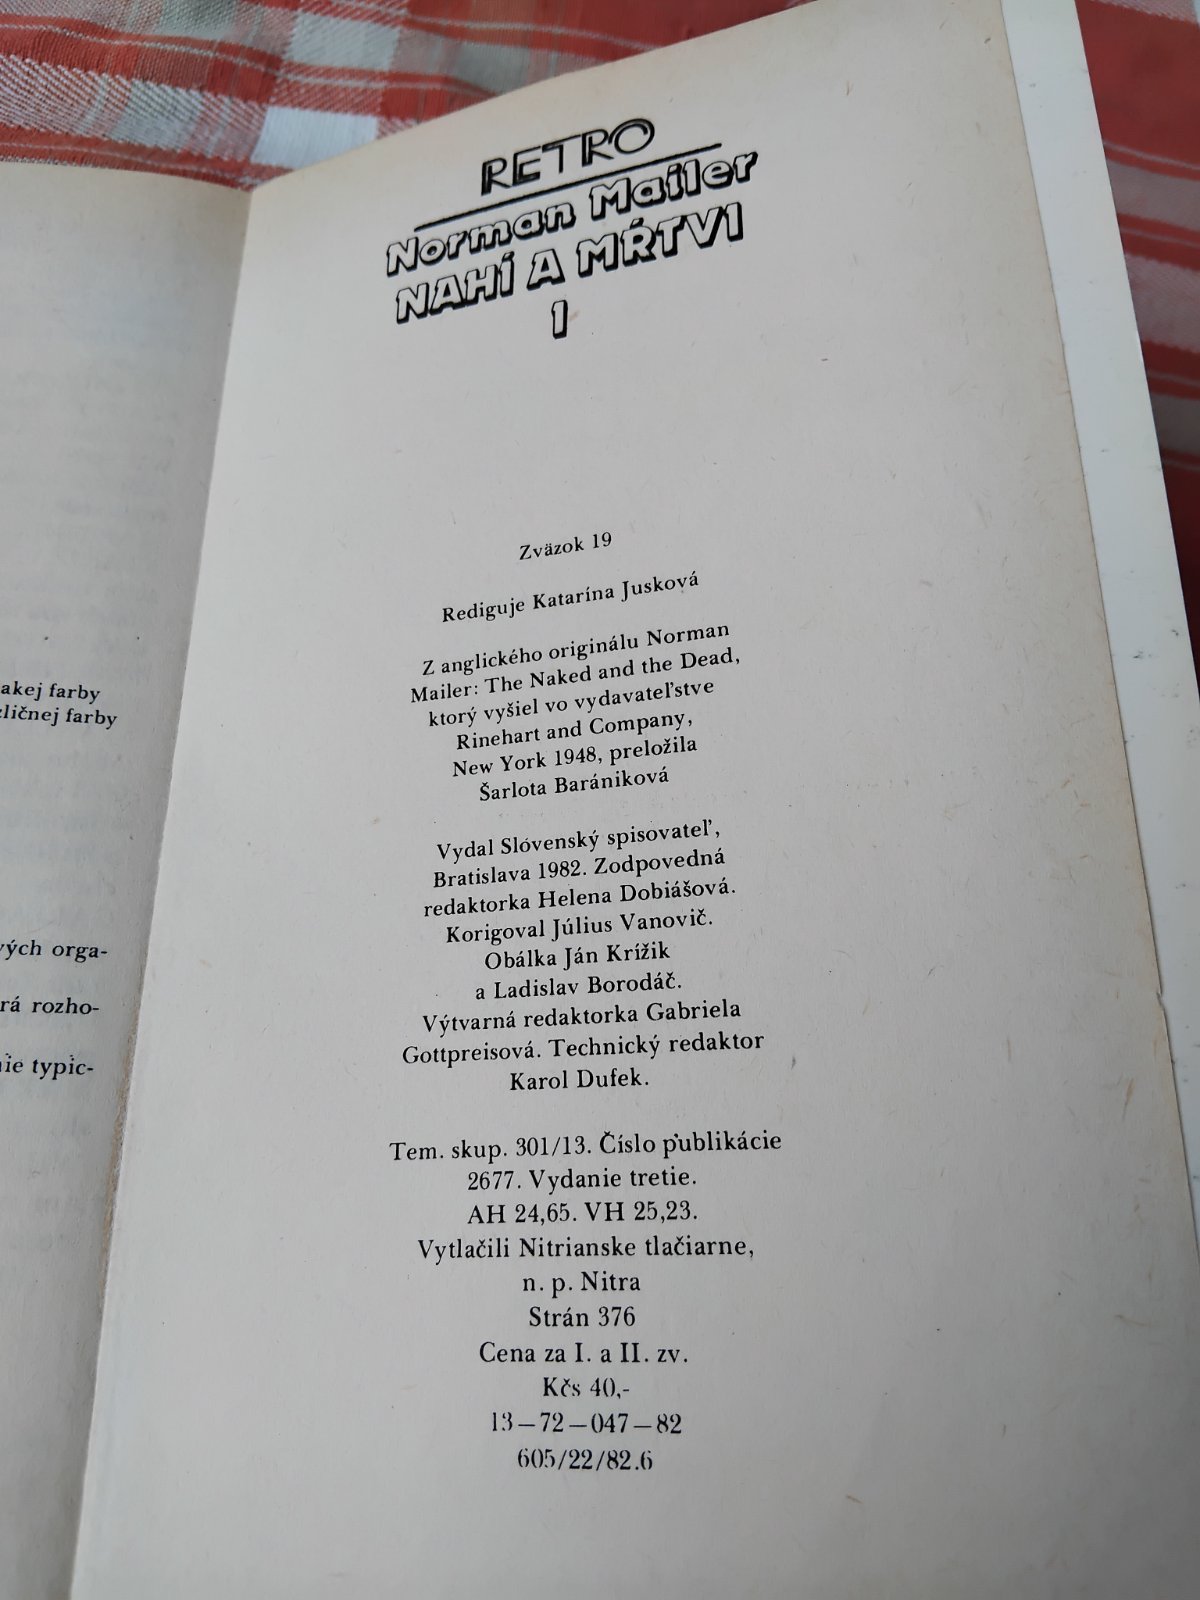 akej farby
zličnej farby
vých orga-
rá rozho-
nie typic-
RETRO
Norman Mailer
NAHÍ A MŔTVI
1
Zväzok 19
Rediguje Katarína Jusková
Z anglického originálu Norman
Mailer: The Naked and the Dead,
ktorý vyšiel vo vydavateľstve
Rinehart and Company,
New York 1948, preložila
Šarlota Barániková
Vydal Slóvenský spisovateľ,
Bratislava 1982. Zodpovedná
redaktorka Helena Dobiášová.
Korigoval Július Vanovič.
Obálka Ján Krížik
a Ladislav Borodáč.
Výtvarná redaktorka Gabriela
Gottpreisová. Technický redaktor
Karol Dufek.
Tem. skup. 301/13. Číslo publikácie
2677. Vydanie tretie.
AH 24,65. VH 25,23.
Vytlačili Nitrianske tlačiarne,
n. p. Nitra
Strán 376
Cena za I. a II. zv.
Kčs 40,-
13—72—047—82
605/22/82.6